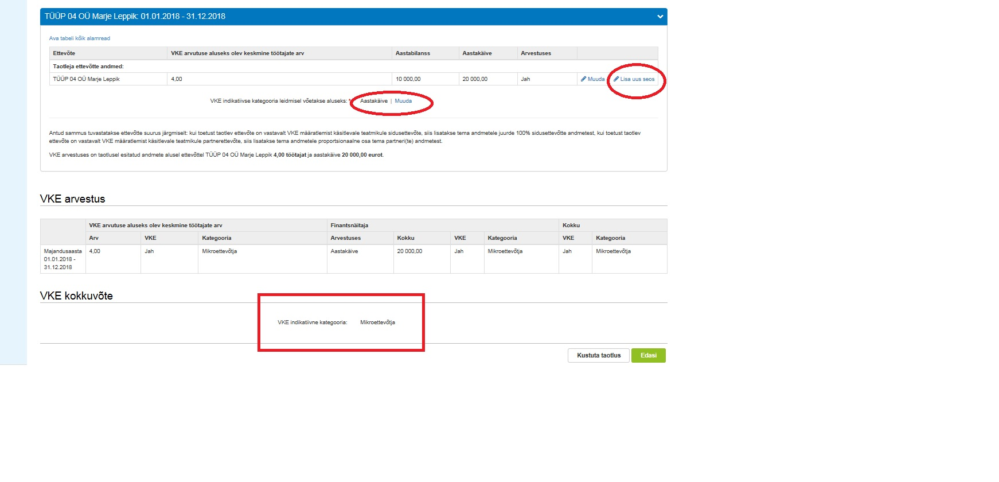 TÜÜP 04 OÜ Marje Leppik: 01.01.2018 - 31.12.2018
Ava tabeli kõik alamread
Ettevõte VKE arvutuse aluseks olev keskmine töötajate arv Aastabilanss Aastakäive Arvestuses
Taotleja ettevõtte andmed:
TÜÜP 04 OÜ Marje Leppik 4,00 10 000,00 20 000,00 Jah Muuda Lisa uus seos
VKE indikatiivse kategooria leidmisel võetakse aluseks: * Aastakäive | Muuda
Antud sammus tuvastatakse ettevõtte suurus järgmiselt: kui toetust taotlev ettevõte on vastavalt VKE määratlemist käsitlevale teatmikule sidusettevõte, siis lisatakse tema andmetele juurde 100% sidusettevõtte andmetest, kui toetust taotlev
ettevõte on vastavalt VKE määratlemist käsitlevale teatmikule partnerettevõte, siis lisatakse tema andmetele proportsionaalne osa tema partneri(te) andmetest.
VKE arvestuses on taotlusel esitatud andmete alusel ettevõttel TÜÜP 04 OÜ Marje Leppik 4,00 töötajat ja aastakäive 20 000,00 eurot.
VKE arvestus
VKE arvutuse aluseks olev keskmine töötajate arv Finantsnäitaja Kokku
Arv VKE Kategooria Arvestuses Kokku VKE Kategooria VKE Kategooria
Majandusaasta 4,00 Jah Mikroettevõtja Aastakäive 20 000,00 Jah Mikroettevõtja Jah Mikroettevõtja
01.01.2018 -
31.12.2018
VKE kokkuvõte
VKE indikatiivne kategooria: Mikroettevõtja
Kustuta taotlus Edasi